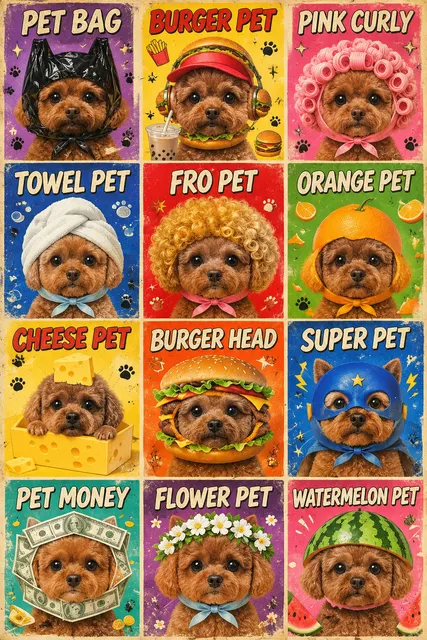 PET BAG
BURGER PET
PINK CURLY
TOWEL PET
FRO PET
ORANGE PET
CHEESE PET
BURGER HEAD
SUPER PET
PET MONEY
FLOWER PET
WATERMELON PET